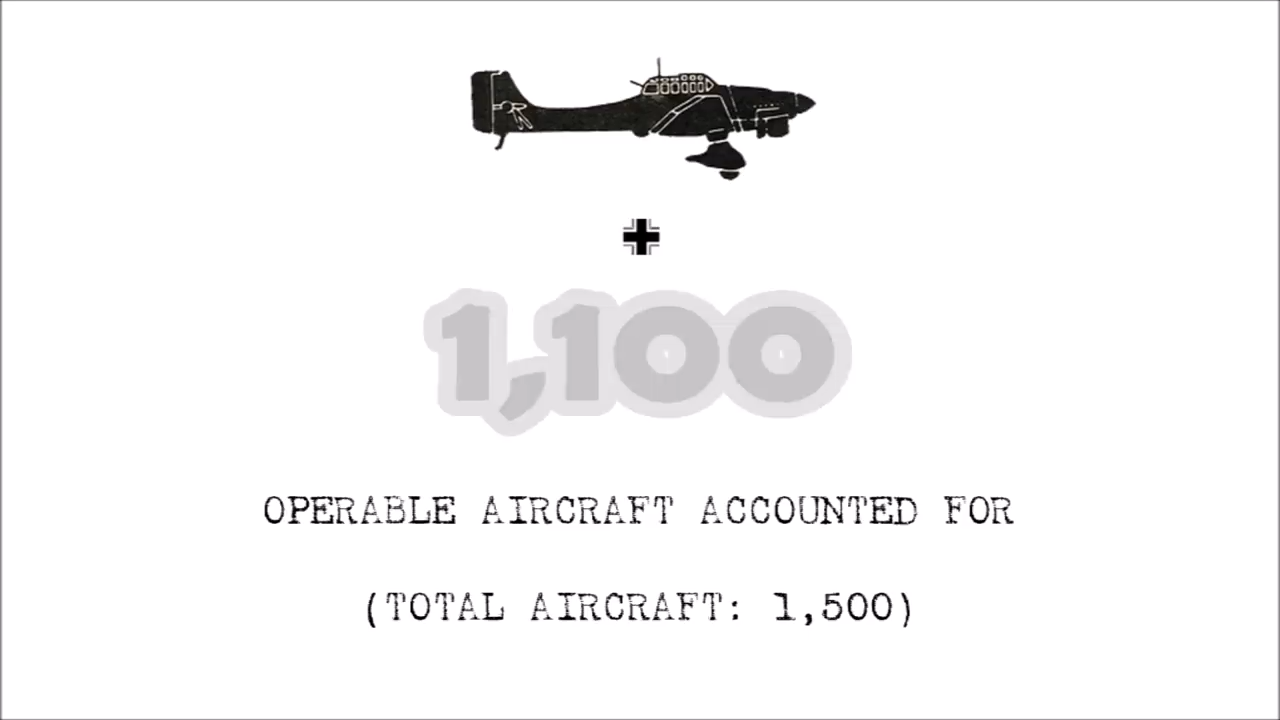 1,100
OPERABLE AIRCRAFT ACCOUNTED FOR
(TOTAL AIRCRAFT: 1,500)